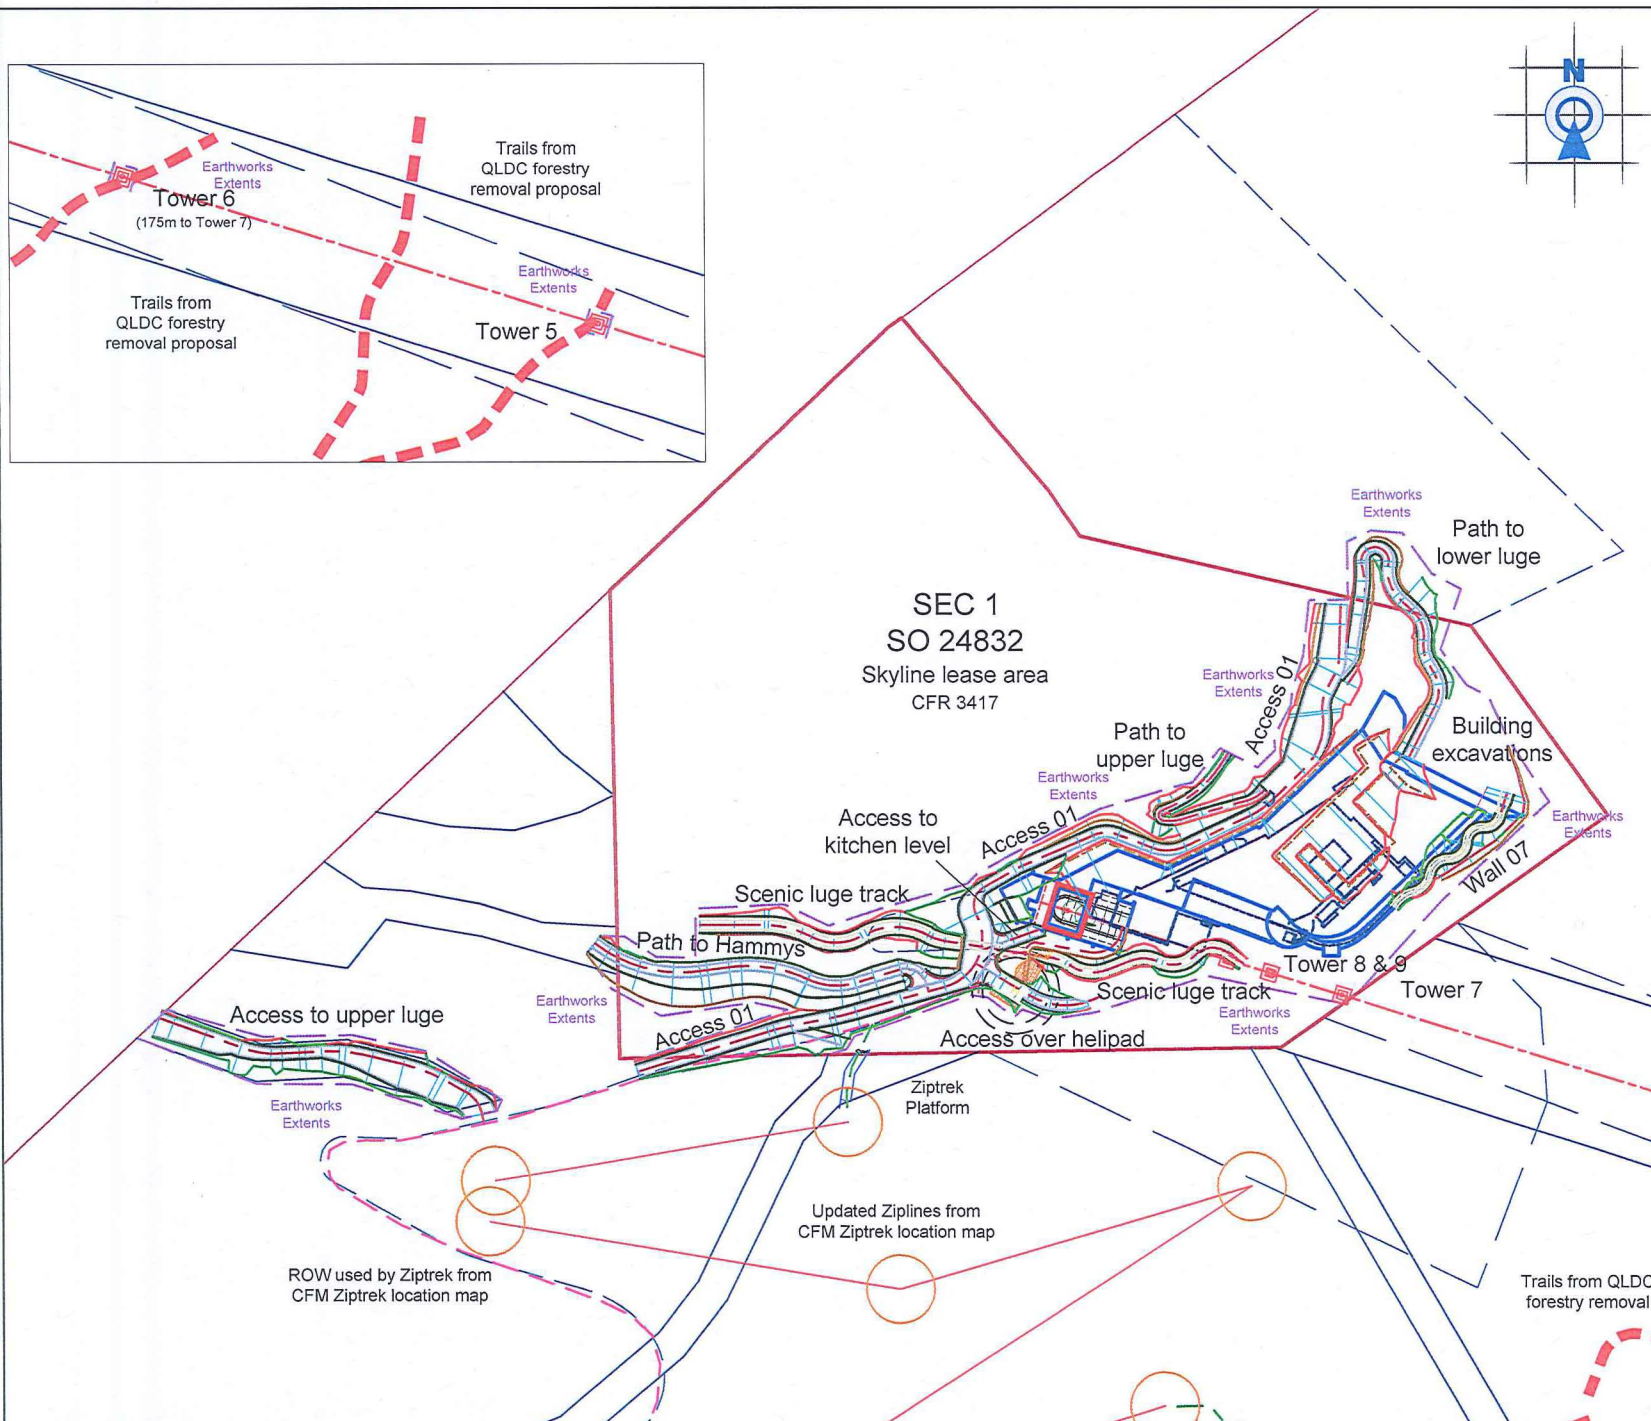 N
Trails from
QLDC forestry
removal proposal
Earthworks
Extents
Tower 6
(175m to Tower 7)
Earthworks
Extents
Trails from
QLDC forestry
removal proposal
Tower 5
Earthworks
Extents
Path to
lower luge
SEC 1
SO 24832
Skyline lease area
CFR 3417
Earthworks
Extents
Access 01
Path to
upper luge
Building
excavations
Earthworks
Extents
Access to
kitchen level
Access 01
Earthworks
Extents
Wall 07
Scenic luge track
Path to Hammys
Tower 8 & 9
Tower 7
Scenic luge track
Earthworks
Extents
Earthworks
Extents
Access to upper luge
Access 01
Access over helipad
Ziptrek
Platform
Earthworks
Extents
Updated Ziplines from
CFM Ziptrek location map
ROW used by Ziptrek from
CFM Ziptrek location map
Trails from QLDC
forestry removal